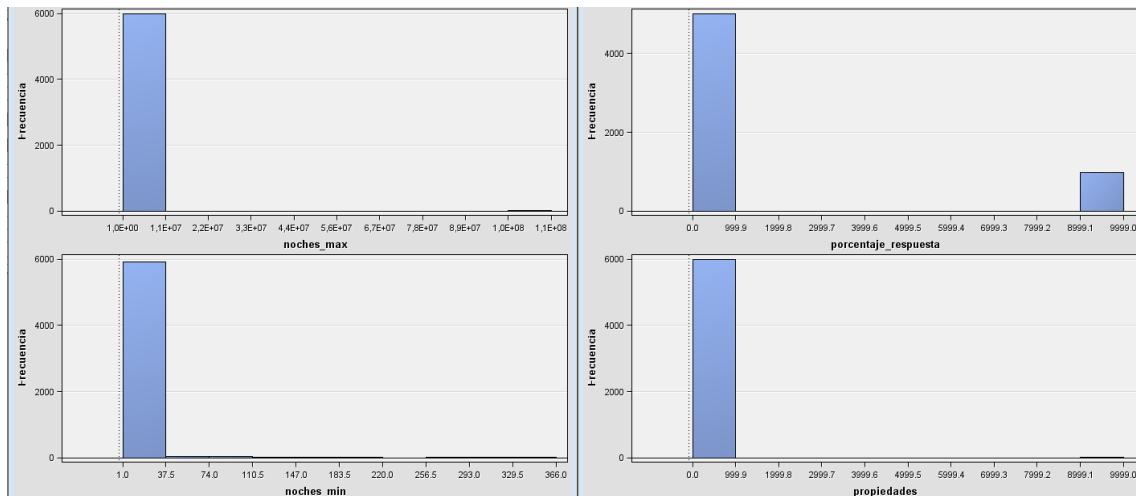 6000
4000
2000
0
Frecuencia
1,0E+00 1,1E+07 2,2E+07 3,3E+07 4,4E+07 5,6E+07 6,7E+07 7,8E+07 8,9E+07 1,0E+08 1,1E+08
noches_max
4000
2000
0
Frecuencia
0.0 999.9 1999.8 2999.7 3999.6 4999.5 5999.4 6999.3 7999.2 8999.1 9999.0
porcentaje_respuesta
6000
4000
2000
0
Frecuencia
1.0 37.5 74.0 110.5 147.0 183.5 220.0 256.5 293.0 329.5 366.0
noches_min
6000
4000
2000
0
Frecuencia
0.0 999.9 1999.8 2999.7 3999.6 4999.5 5999.4 6999.3 7999.2 8999.1 9999.0
propiedades